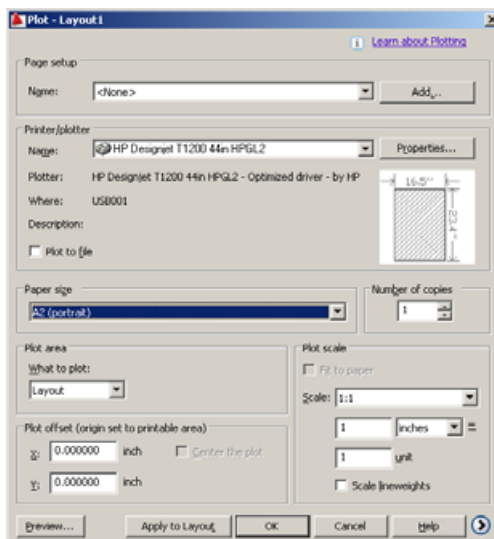 Plot - Layout1
Learn about Plotting
Page setup
Name: <None> Add...
Printer/plotter
Name: HP Designjet T1200 44in HPGL2 Properties...
Plotter: HP Designjet T1200 44in HPGL2 - Optimized driver - by HP
Where: USB001
Description:
Plot to file
16.5''
23.4''
Paper size
A2 (portrait)
Number of copies
1
Plot area
What to plot:
Layout
Plot scale
Fit to paper
Scale: 1:1
1 inches =
1 unit
Scale lineweights
Plot offset (origin set to printable area)
X: 0.000000 inch Center the plot
Y: 0.000000 inch
Preview... Apply to Layout OK Cancel Help